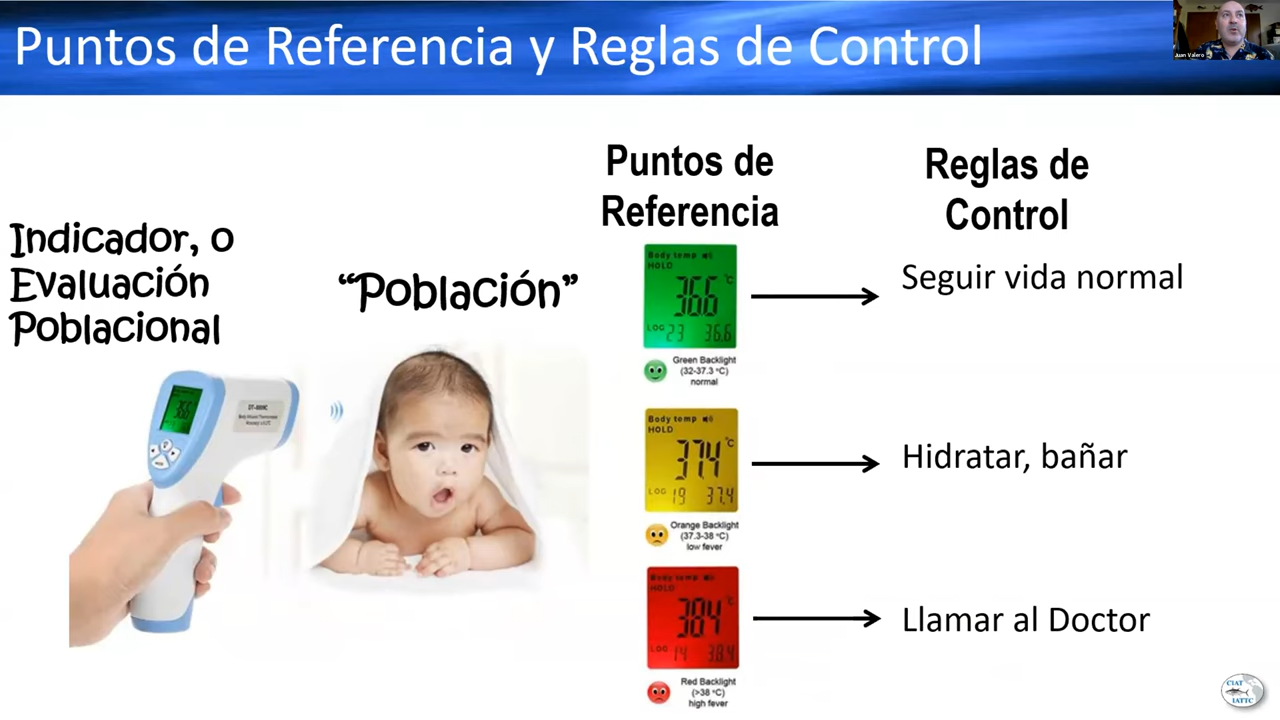 Puntos de Referencia y Reglas de Control
Juan Valero
Indicador, o
Evaluación
Poblacional
“Población”
Puntos de
Referencia
Reglas de
Control
Body temp
HOLD
36.6 °C
LOG 23 36.6
Green Backlight
(32-37.3 °C)
normal
Seguir vida normal
Body temp
HOLD
37.4 °C
LOG 19 37.4
Orange Backlight
(37.3-38 °C)
low fever
Hidratar, bañar
Body temp
HOLD
38.4 °C
LOG 14 38.4
Red Backlight
(>38 °C)
high fever
Llamar al Doctor
36.6
CIAT
IATTC